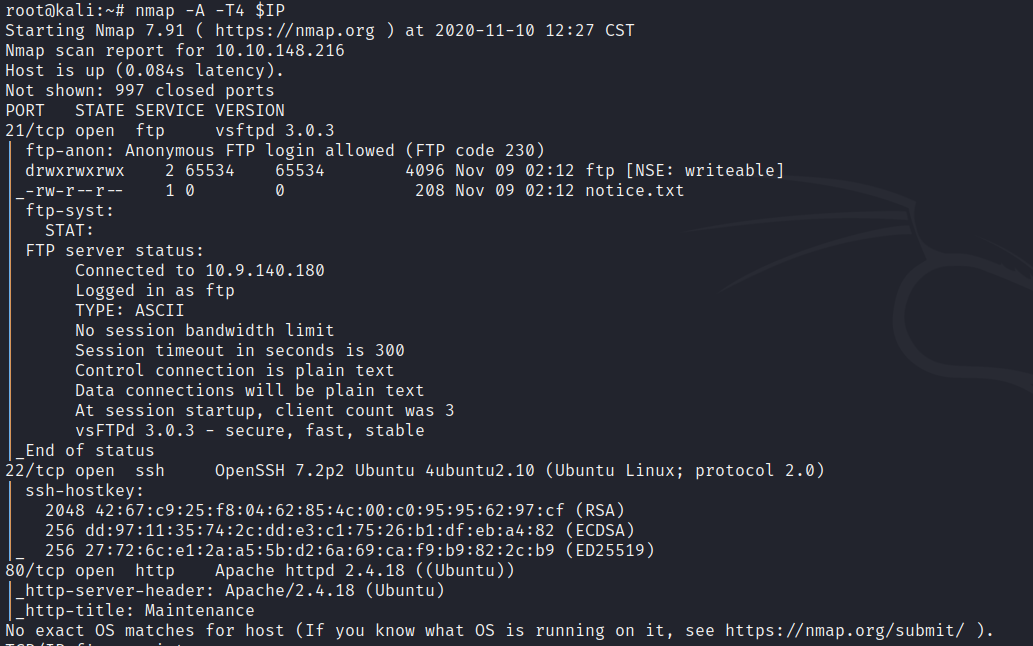 root@kali:~# nmap -A -T4 $IP
Starting Nmap 7.91 ( https://nmap.org ) at 2020-11-10 12:27 CST
Nmap scan report for 10.10.148.216
Host is up (0.084s latency).
Not shown: 997 closed ports
PORT   STATE SERVICE VERSION
21/tcp open  ftp     vsftpd 3.0.3
| ftp-anon: Anonymous FTP login allowed (FTP code 230)
| drwxrwxrwx    2 65534    65534        4096 Nov 09 02:12 ftp [NSE: writeable]
|_-rw-r--r--    1 0        0             208 Nov 09 02:12 notice.txt
| ftp-syst:
|   STAT:
| FTP server status:
|      Connected to 10.9.140.180
|      Logged in as ftp
|      TYPE: ASCII
|      No session bandwidth limit
|      Session timeout in seconds is 300
|      Control connection is plain text
|      Data connections will be plain text
|      At session startup, client count was 3
|      vsFTPd 3.0.3 - secure, fast, stable
|_End of status
22/tcp open  ssh     OpenSSH 7.2p2 Ubuntu 4ubuntu2.10 (Ubuntu Linux; protocol 2.0)
| ssh-hostkey:
|   2048 42:67:c9:25:f8:04:62:85:4c:00:c0:95:95:62:97:cf (RSA)
|   256 dd:97:11:35:74:2c:dd:e3:c1:75:26:b1:df:eb:a4:82 (ECDSA)
|_  256 27:72:6c:e1:2a:a5:5b:d2:6a:69:ca:f9:b9:82:2c:b9 (ED25519)
80/tcp open  http    Apache httpd 2.4.18 ((Ubuntu))
|_http-server-header: Apache/2.4.18 (Ubuntu)
|_http-title: Maintenance
No exact OS matches for host (If you know what OS is running on it, see https://nmap.org/submit/ ).